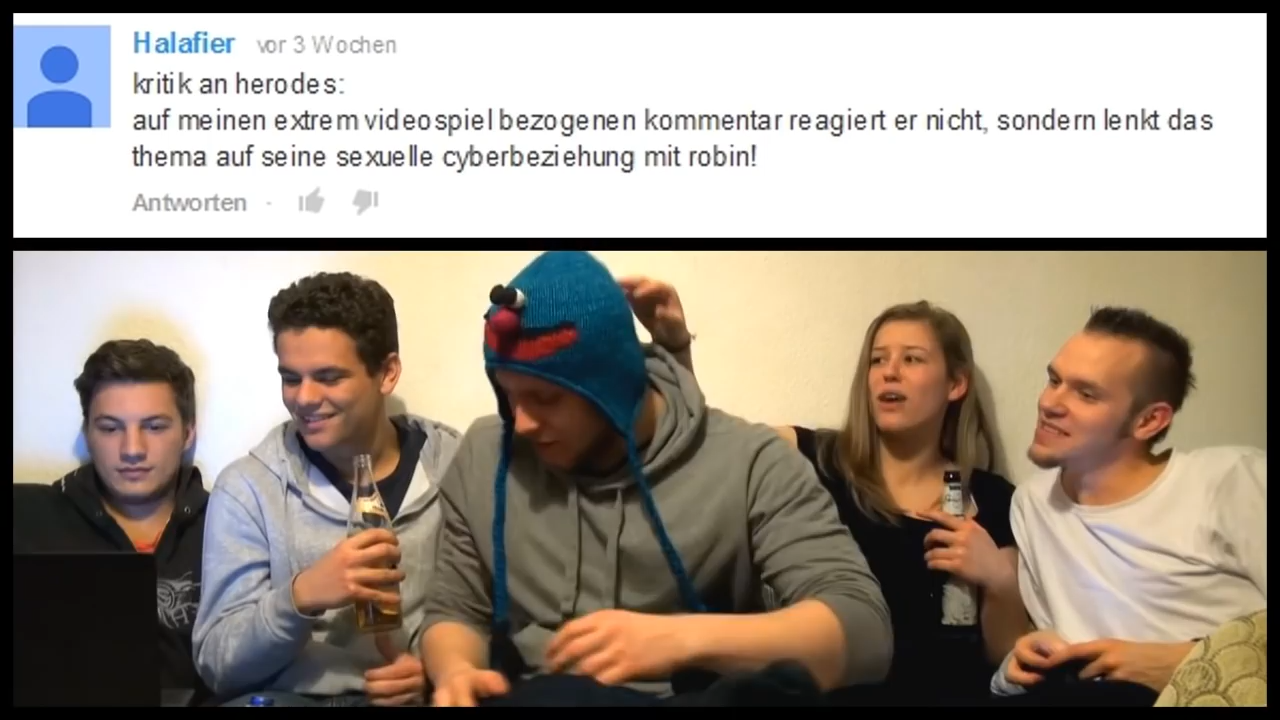 Halafier vor 3 Wochen
kritik an herodes:
auf meinen extrem videospiel bezogenen kommentar reagiert er nicht, sondern lenkt das
thema auf seine sexuelle cyberbeziehung mit robin!
Antworten ·